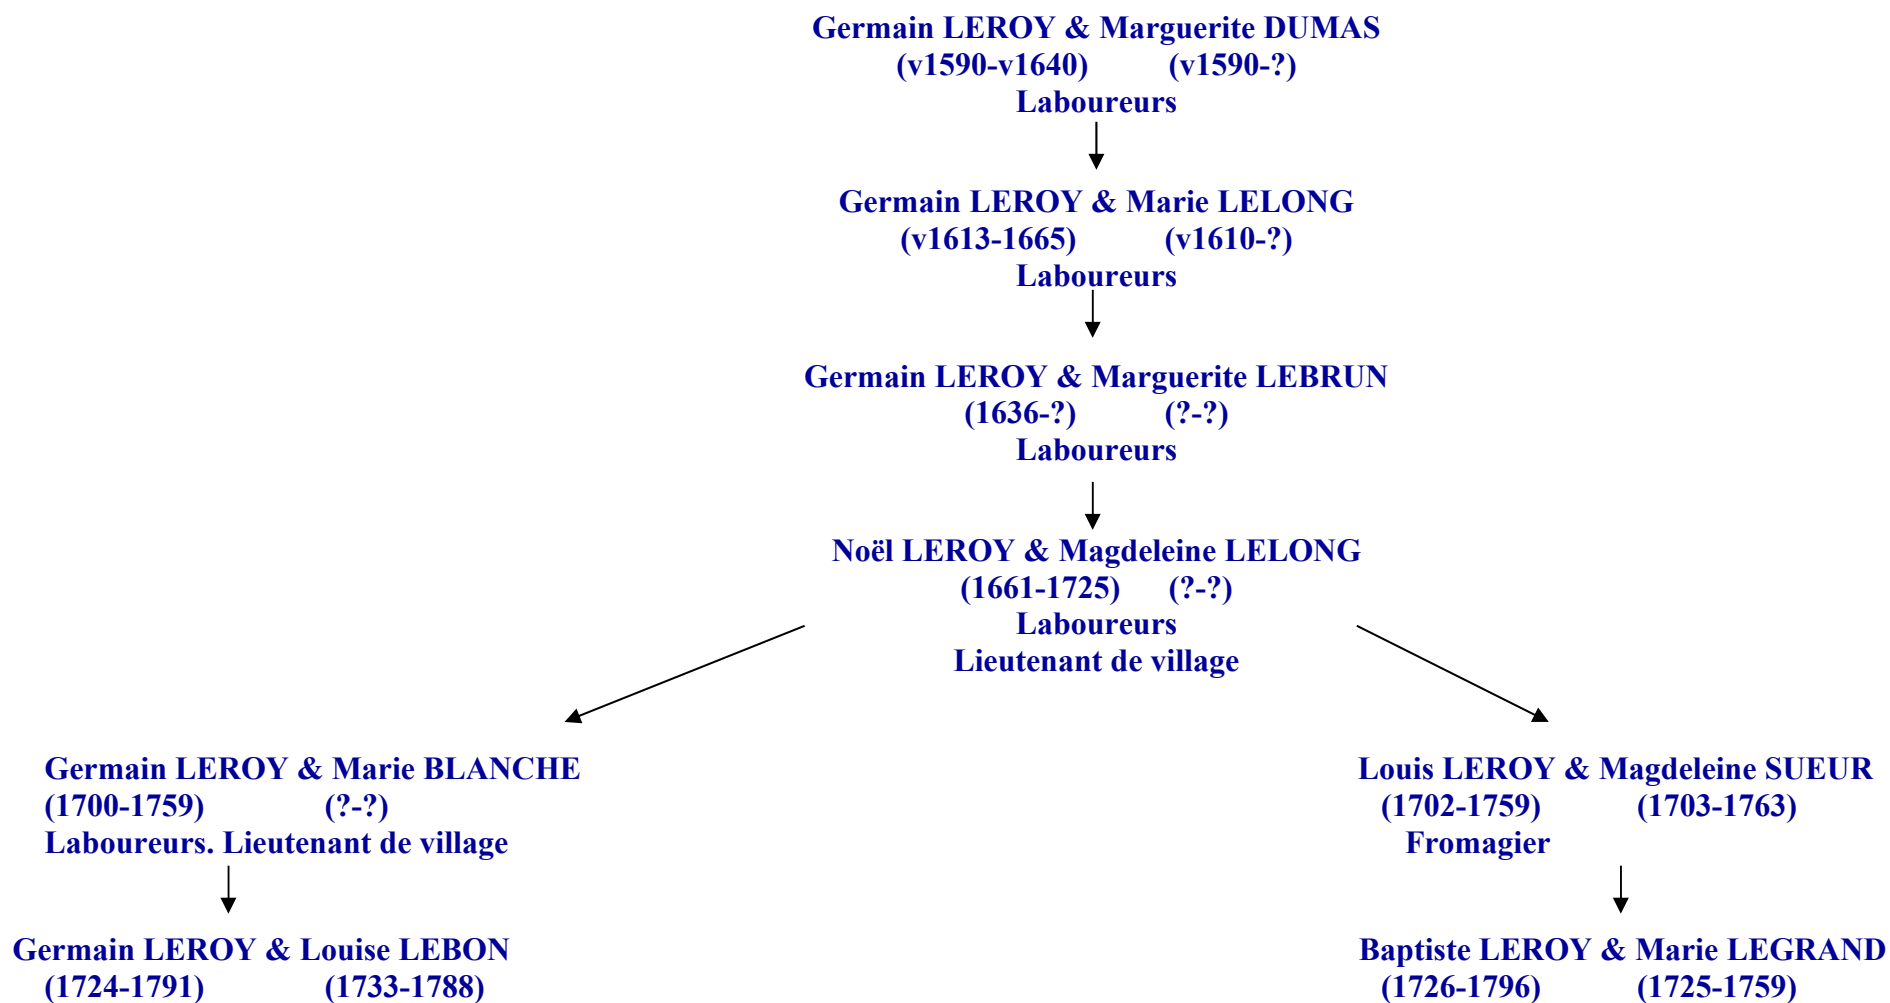 Germain LEROY & Marguerite DUMAS
(v1590-v1640) (v1590-?)
Laboureurs
Germain LEROY & Marie LELONG
(v1613-1665) (v1610-?)
Laboureurs
Germain LEROY & Marguerite LEBRUN
(1636-?) (?-?)
Laboureurs
Noël LEROY & Magdeleine LELONG
(1661-1725) (?-?)
Laboureurs
Lieutenant de village
Germain LEROY & Marie BLANCHE
(1700-1759) (?-?)
Laboureurs. Lieutenant de village
Germain LEROY & Louise LEBON
(1724-1791) (1733-1788)
Louis LEROY & Magdeleine SUEUR
(1702-1759) (1703-1763)
Fromagier
Baptiste LEROY & Marie LEGRAND
(1726-1796) (1725-1759)